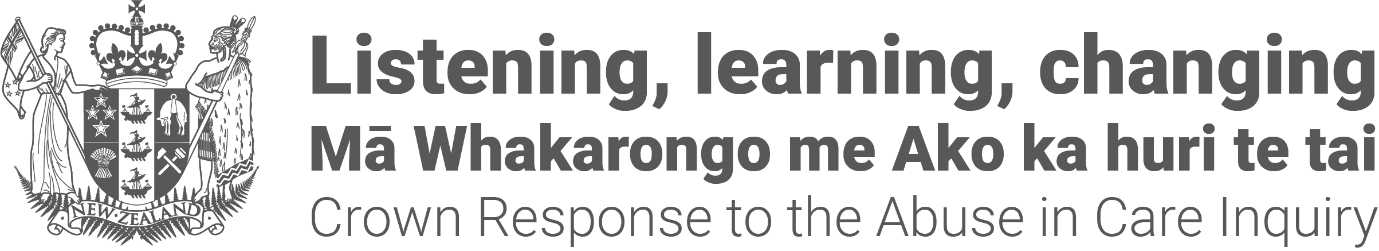 Listening, learning, changing
Mā Whakarongo me Ako ka huri te tai
Crown Response to the Abuse in Care Inquiry
NEW·ZEALAND